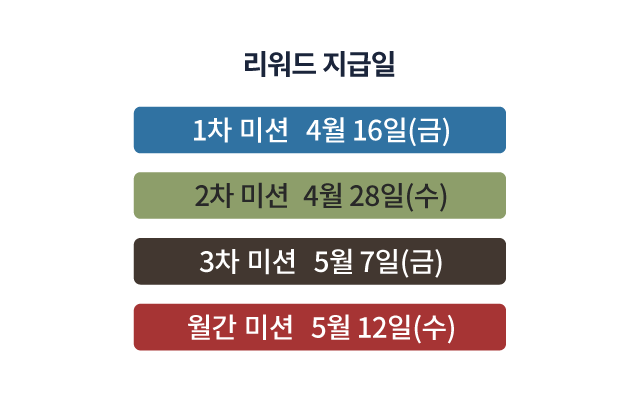 리워드 지급일
1차 미션 4월 16일(금)
2차 미션 4월 28일(수)
3차 미션 5월 7일(금)
월간 미션 5월 12일(수)